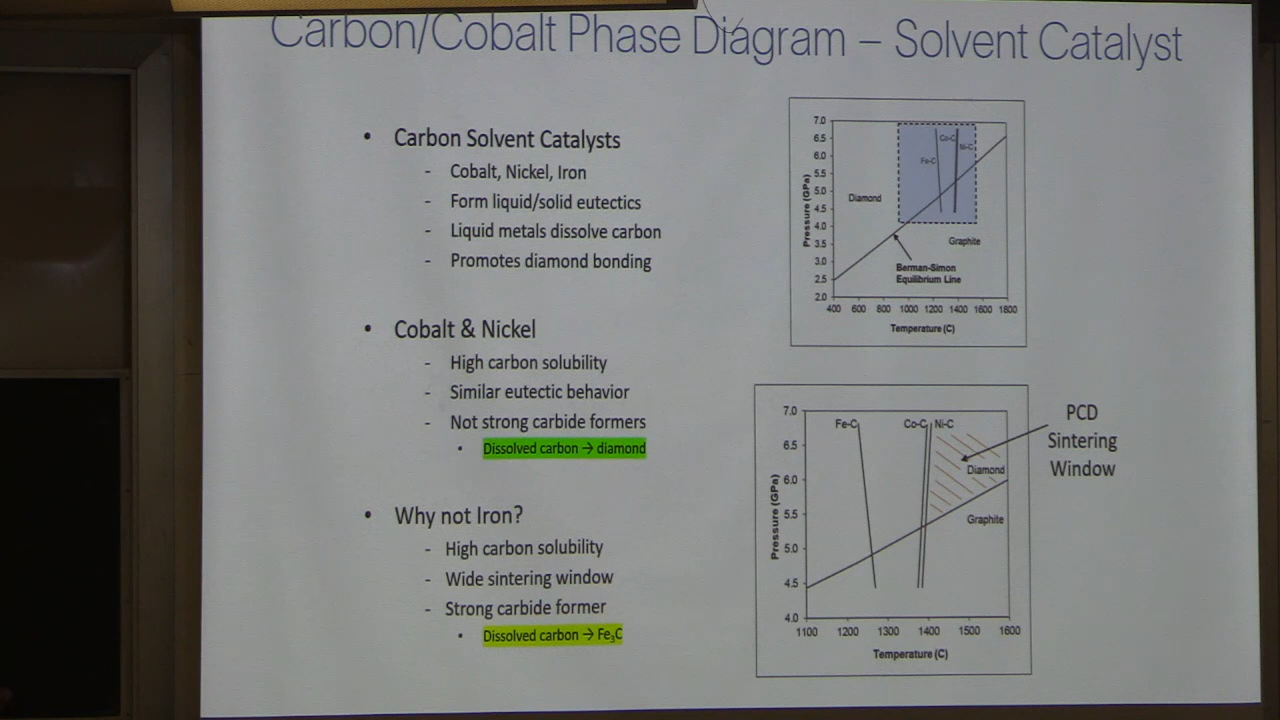 Carbon/Cobalt Phase Diagram – Solvent Catalyst
• Carbon Solvent Catalysts
- Cobalt, Nickel, Iron
- Form liquid/solid eutectics
- Liquid metals dissolve carbon
- Promotes diamond bonding
• Cobalt & Nickel
- High carbon solubility
- Similar eutectic behavior
- Not strong carbide formers
• Dissolved carbon → diamond
• Why not Iron?
- High carbon solubility
- Wide sintering window
- Strong carbide former
• Dissolved carbon → Fe₃C
Pressure (GPa)
7.0
6.5
6.0
5.5
5.0
4.5
4.0
3.5
3.0
2.5
2.0
Co-C
Ni-C
Fe-C
Diamond
Graphite
Berman-Simon
Equilibrium Line
400 600 800 1000 1200 1400 1600 1800
Temperature (C)
Pressure (GPa)
7.0
6.5
6.0
5.5
5.0
4.5
4.0
Fe-C Co-C Ni-C
Diamond
Graphite
1100 1200 1300 1400 1500 1600
Temperature (C)
PCD
Sintering
Window